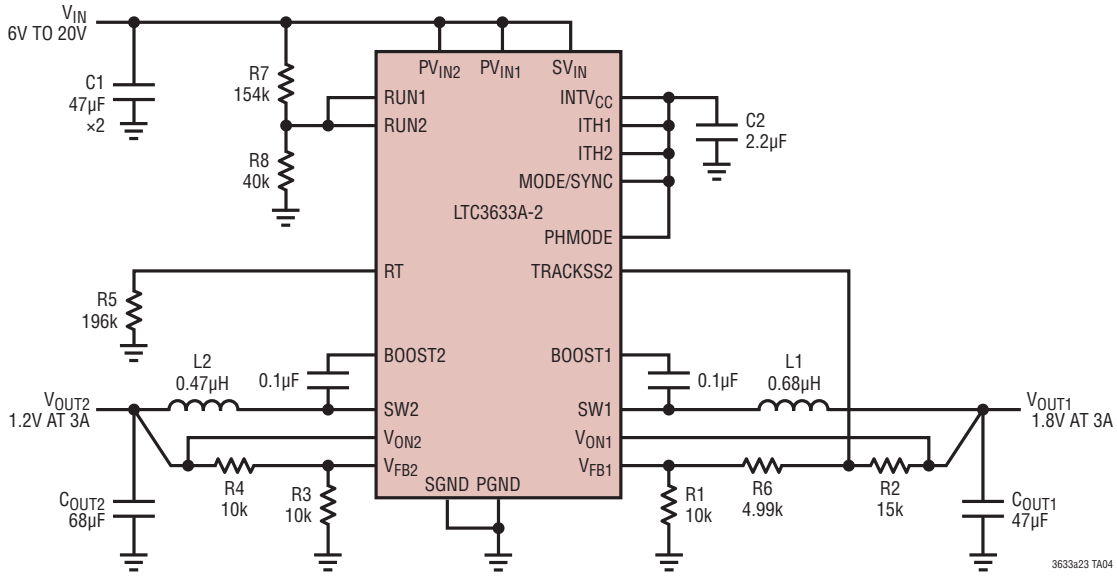 VIN
6V TO 20V
C1
47µF
×2
R7
154k
R8
40k
PVIN2
PVIN1
SVIN
RUN1
RUN2
INTVCC
ITH1
ITH2
MODE/SYNC
LTC3633A-2
PHMODE
C2
2.2µF
RT
TRACKSS2
R5
196k
BOOST2
BOOST1
L2
0.47µH
0.1µF
0.1µF
L1
0.68µH
VOUT2
1.2V AT 3A
SW2
SW1
VOUT1
1.8V AT 3A
VON2
VON1
VFB2
VFB1
SGND
PGND
R4
10k
R3
10k
R1
10k
R6
4.99k
R2
15k
COUT2
68µF
COUT1
47µF
3633a23 TA04